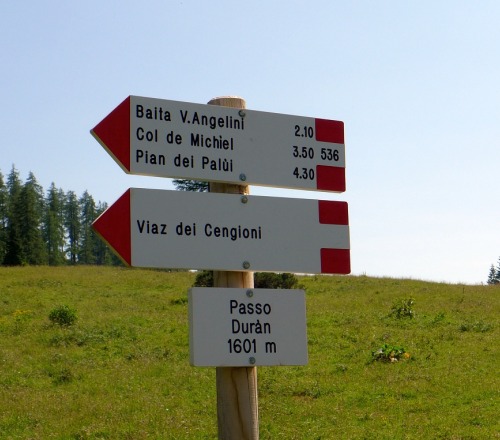 Baita V.Angelini 2.10
Col de Michiel 3.50 536
Pian dei Palùi 4.30
Viaz dei Cengioni
Passo
Duràn
1601 m